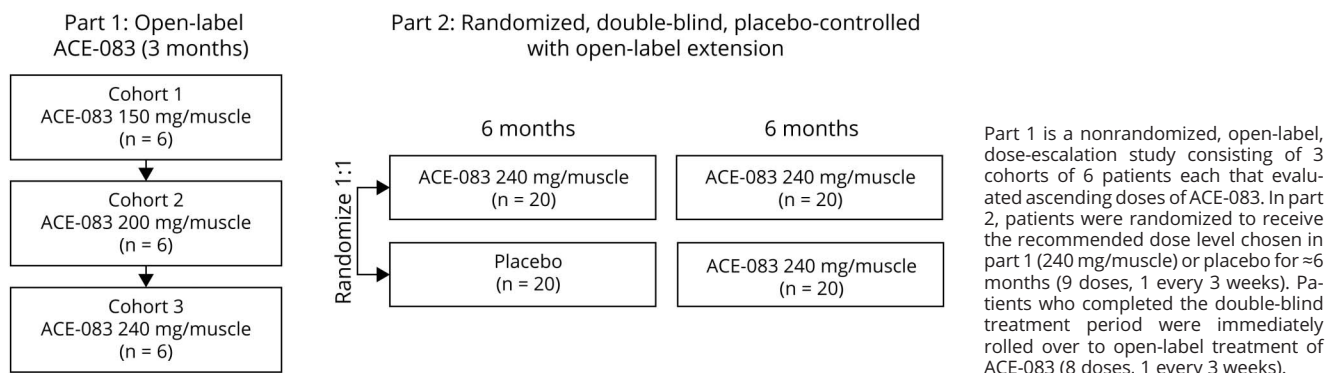 Part 1: Open-label
ACE-083 (3 months)
Cohort 1
ACE-083 150 mg/muscle
(n = 6)
Cohort 2
ACE-083 200 mg/muscle
(n = 6)
Cohort 3
ACE-083 240 mg/muscle
(n = 6)
Part 2: Randomized, double-blind, placebo-controlled
with open-label extension
6 months
6 months
Randomize 1:1
ACE-083 240 mg/muscle
(n = 20)
ACE-083 240 mg/muscle
(n = 20)
Placebo
(n = 20)
ACE-083 240 mg/muscle
(n = 20)
Part 1 is a nonrandomized, open-label,
dose-escalation study consisting of 3
cohorts of 6 patients each that evalu-
ated ascending doses of ACE-083. In part
2, patients were randomized to receive
the recommended dose level chosen in
part 1 (240 mg/muscle) or placebo for ≈6
months (9 doses, 1 every 3 weeks). Pa-
tients who completed the double-blind
treatment period were immediately
rolled over to open-label treatment of
ACE-083 (8 doses, 1 every 3 weeks).